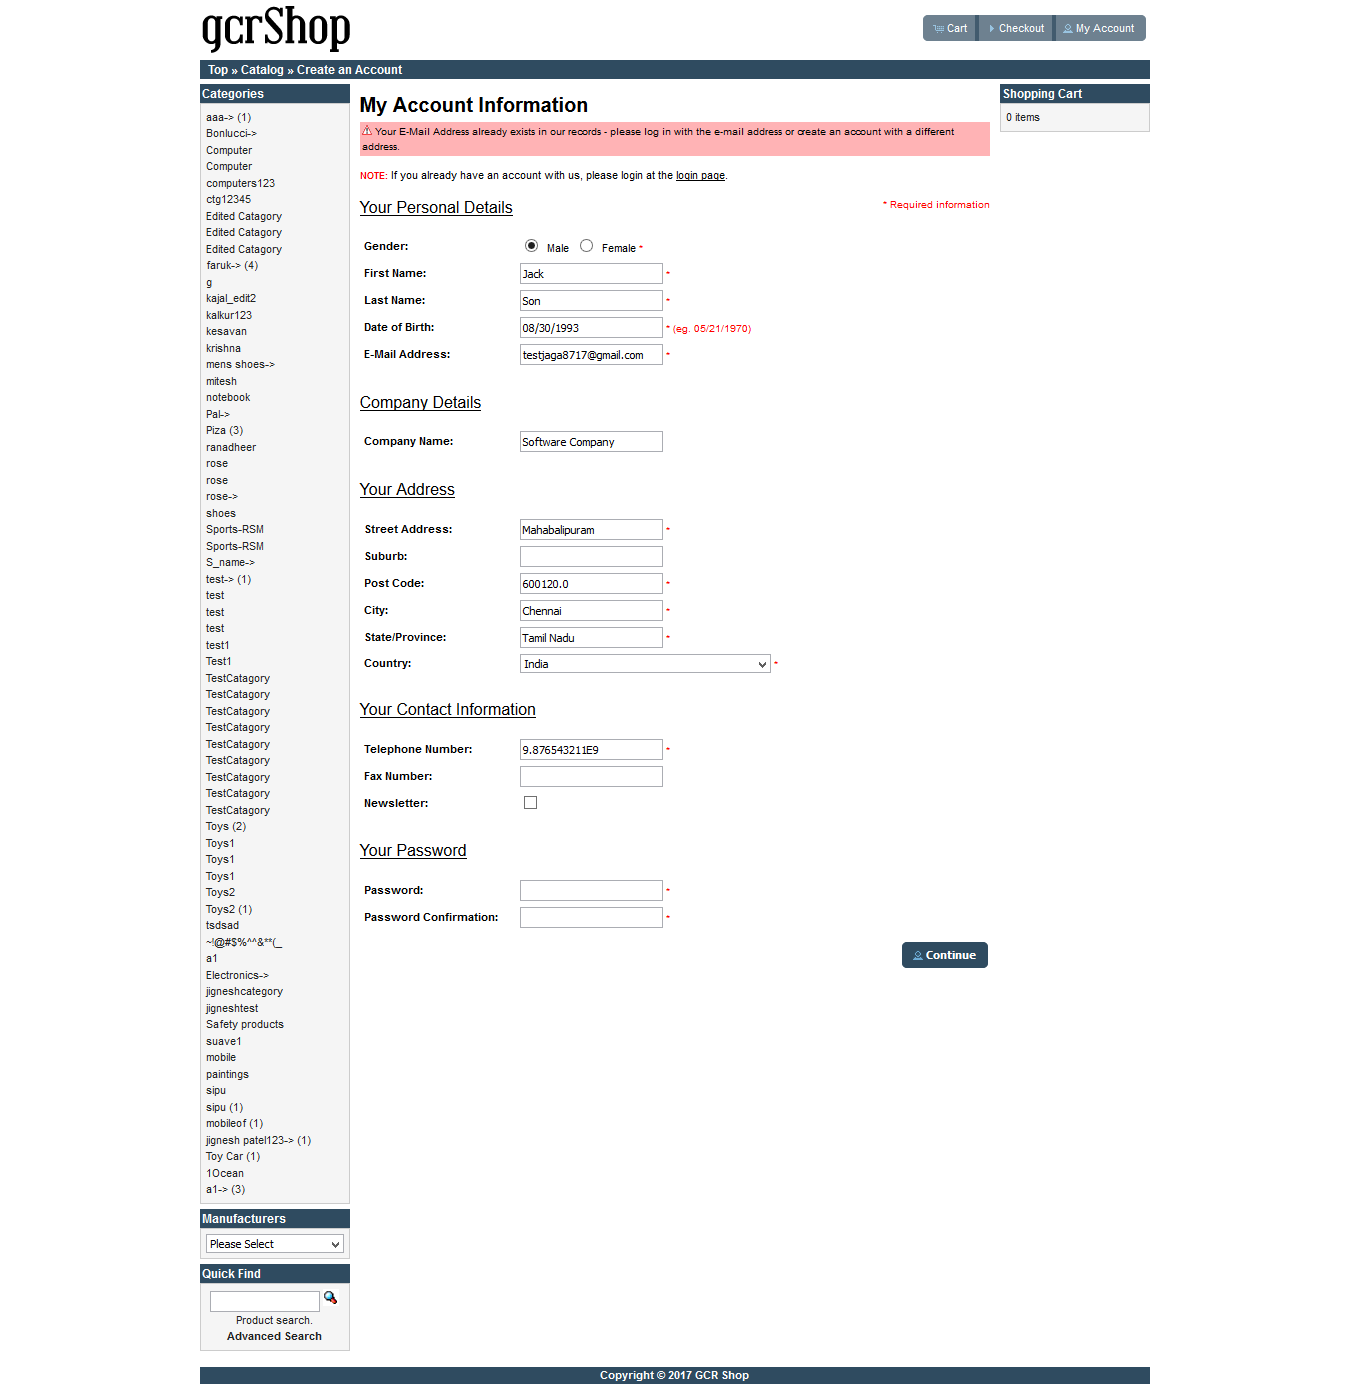 gcrShop
Cart
Checkout
My Account
Top » Catalog » Create an Account
Categories
aaa-> (1)
Bonlucci->
Computer
Computer
computers123
ctg12345
Edited Catagory
Edited Catagory
Edited Catagory
faruk-> (4)
g
kajal_edit2
kalkur123
kesavan
krishna
mens shoes->
mitesh
notebook
Pal->
Piza (3)
ranadheer
rose
rose
rose->
shoes
Sports-RSM
Sports-RSM
S_name->
test-> (1)
test
test
test
test1
Test1
TestCatagory
TestCatagory
TestCatagory
TestCatagory
TestCatagory
TestCatagory
TestCatagory
TestCatagory
TestCatagory
Toys (2)
Toys1
Toys1
Toys1
Toys2
Toys2 (1)
tsdsad
~!@#$%^^&**(_
a1
Electronics->
jigneshcategory
jigneshtest
Safety products
suave1
mobile
paintings
sipu
sipu (1)
mobileof (1)
jignesh patel123-> (1)
Toy Car (1)
1Ocean
a1-> (3)
Manufacturers
Please Select
Quick Find
Product search.
Advanced Search
My Account Information
Your E-Mail Address already exists in our records - please log in with the e-mail address or create an account with a different
address.
NOTE: If you already have an account with us, please login at the login page.
Your Personal Details
* Required information
Gender: Male Female *
First Name: Jack *
Last Name: Son *
Date of Birth: 08/30/1993 * (eg. 05/21/1970)
E-Mail Address: testjaga8717@gmail.com *
Company Details
Company Name: Software Company
Your Address
Street Address: Mahabalipuram *
Suburb:
Post Code: 600120.0 *
City: Chennai *
State/Province: Tamil Nadu *
Country: India *
Your Contact Information
Telephone Number: 9.876543211E9 *
Fax Number:
Newsletter:
Your Password
Password: *
Password Confirmation: *
Continue
Shopping Cart
0 items
Copyright © 2017 GCR Shop